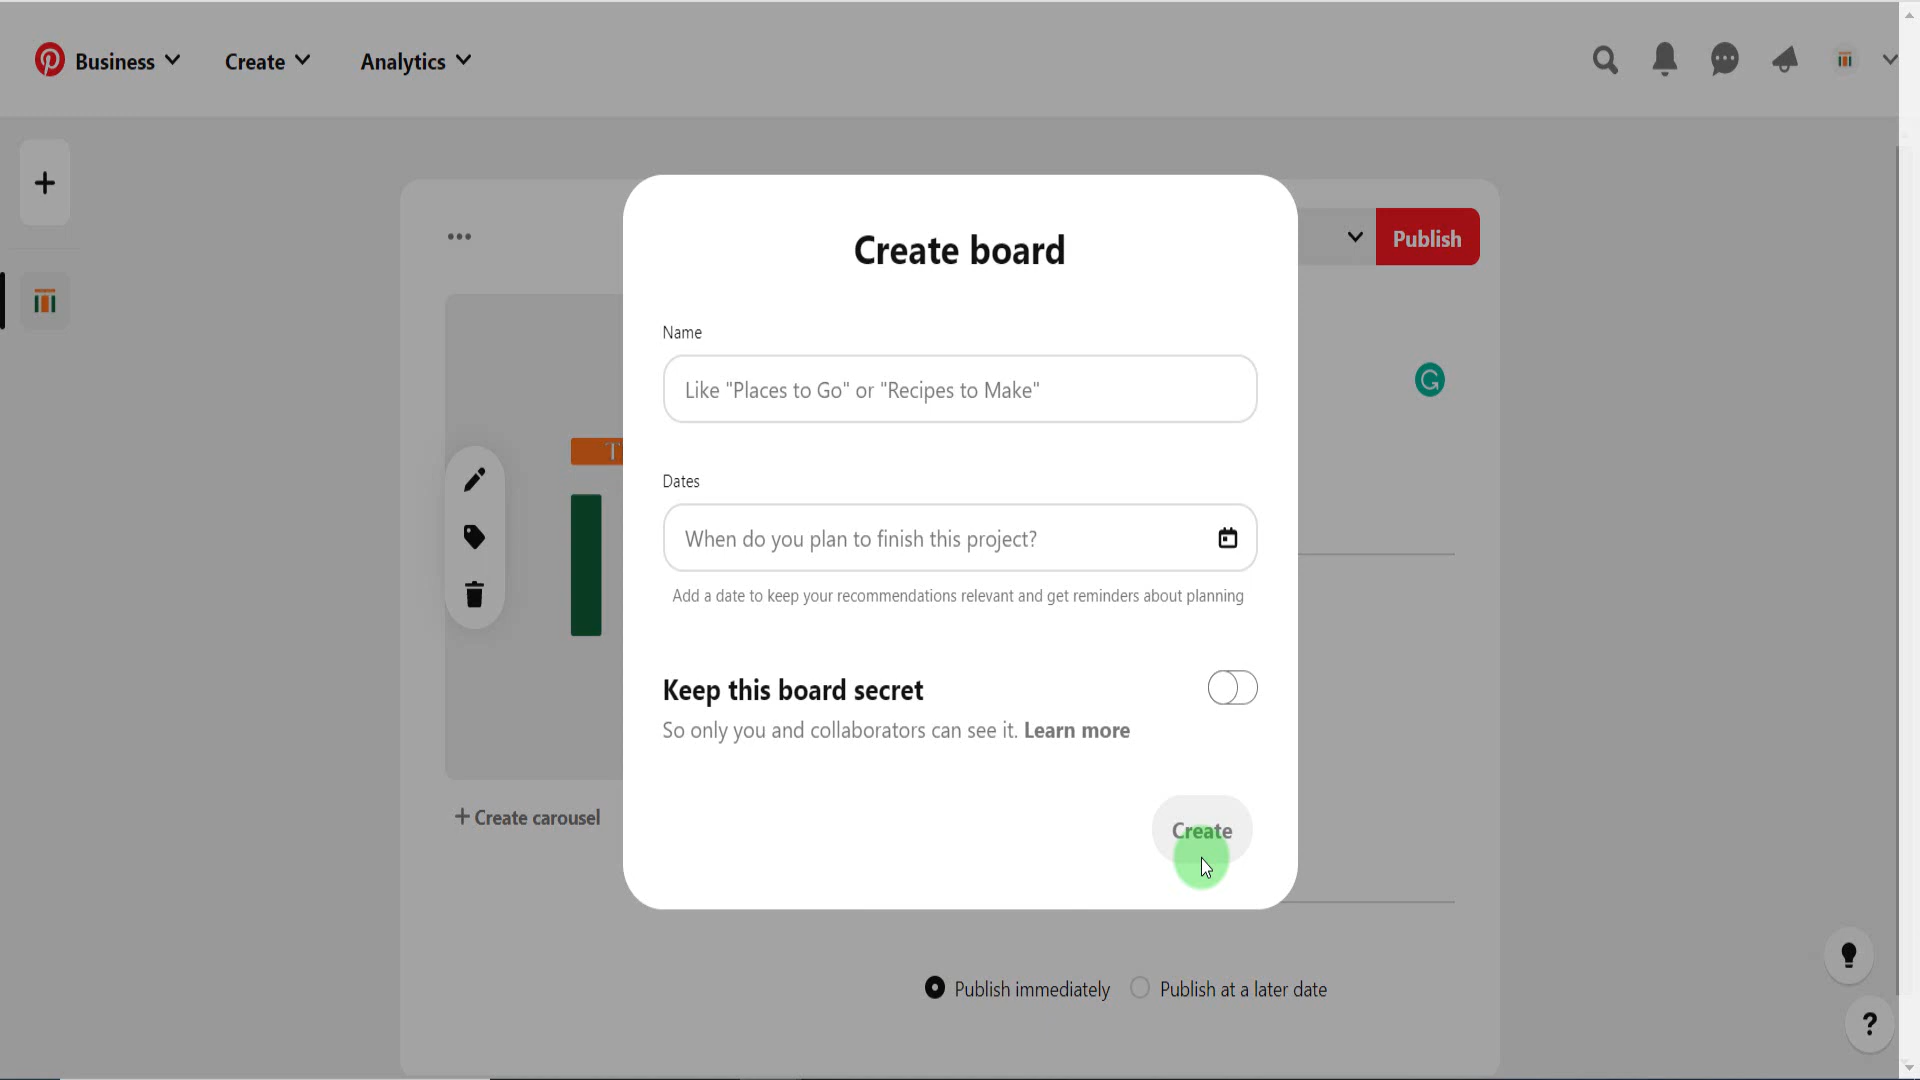 Business
Create
Analytics
Publish
Create board
Name
Like "Places to Go" or "Recipes to Make"
Dates
When do you plan to finish this project?
Add a date to keep your recommendations relevant and get reminders about planning
Keep this board secret
So only you and collaborators can see it. Learn more
Create
T
+ Create carousel
Publish immediately
Publish at a later date
?